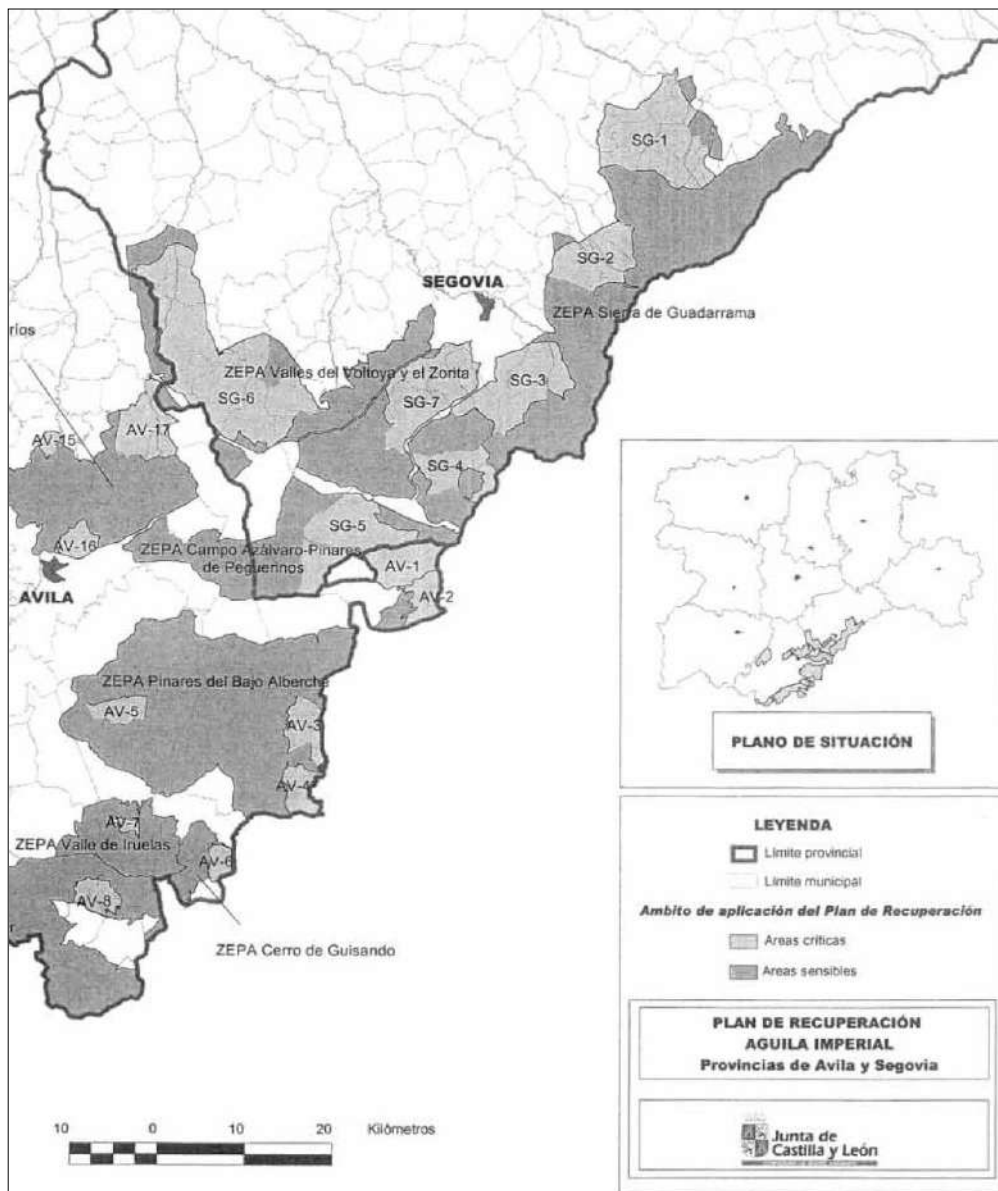 SG-1
SG-2
SEGOVIA
ZEPA Sierra de Guadarrama
rios
ZEPA Valles del Voltoya y el Zorita
SG-3
SG-6
SG-7
AV-17
AV-15
SG-4
SG-5
AV-16
ZEPA Campo Azálvaro-Pinares
de Peguerinos
AV-1
AVILA
AV-2
ZEPA Pinares del Bajo Alberche
AV-5
AV-3
AV-4
AV-7
ZEPA Valle de Iruelas
AV-6
AV-8
ZEPA Cerro de Guisando
10 0 10 20 Kilómetros
PLANO DE SITUACIÓN
LEYENDA
Límite provincial
Límite municipal
Ambito de aplicación del Plan de Recuperación
Areas críticas
Areas sensibles
PLAN DE RECUPERACIÓN
AGUILA IMPERIAL
Provincias de Avila y Segovia
Junta de
Castilla y León